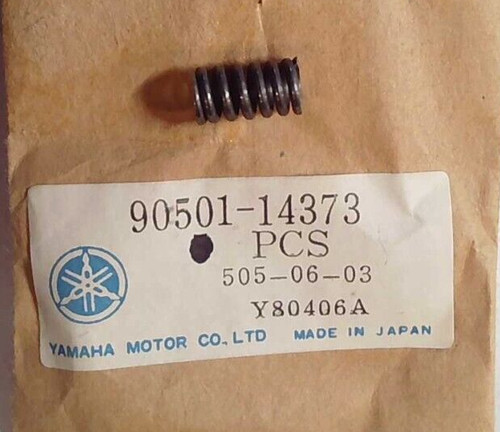 90501-14373
PCS
505-06-03
Y80406A
YAMAHA MOTOR CO., LTD MADE IN JAPAN